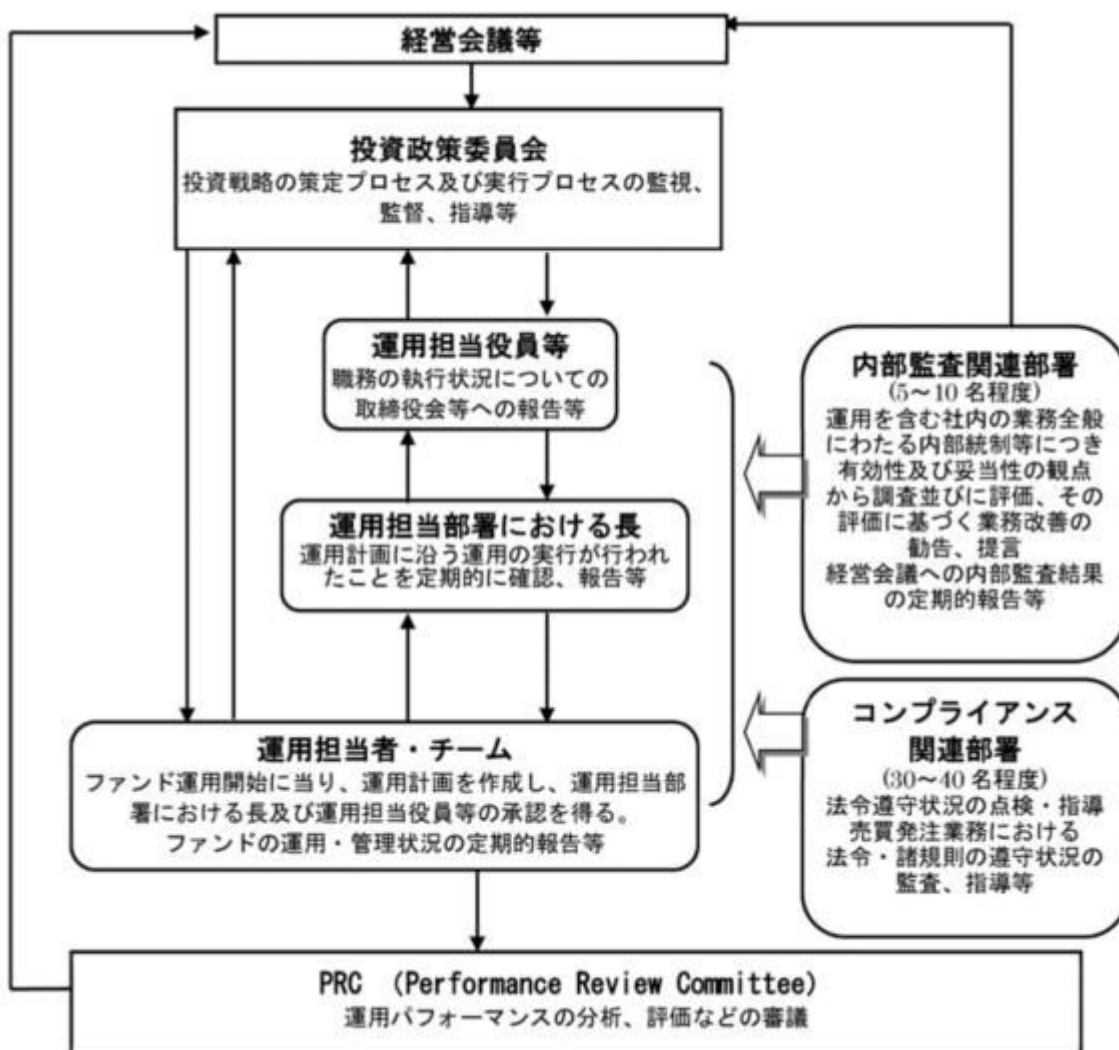 経営会議等
投資政策委員会
投資戦略の策定プロセス及び実行プロセスの監視、
監督、指導等
運用担当役員等
職務の執行状況についての
取締役会等への報告等
運用担当部署における長
運用計画に沿う運用の実行が行われ
たことを定期的に確認、報告等
内部監査関連部署
(5～10 名程度)
運用を含む社内の業務全般
にわたる内部統制等につき
有効性及び妥当性の観点
から調査並びに評価、その
評価に基づく業務改善の
勧告、提言
経営会議への内部監査結果
の定期的報告等
運用担当者・チーム
ファンド運用開始に当り、運用計画を作成し、運用担当部
署における長及び運用担当役員等の承認を得る。
ファンドの運用・管理状況の定期的報告等
コンプライアンス
関連部署
(30～40 名程度)
法令遵守状況の点検・指導
売買発注業務における
法令・諸規則の遵守状況の
監査、指導等
PRC （Performance Review Committee）
運用パフォーマンスの分析、評価などの審議